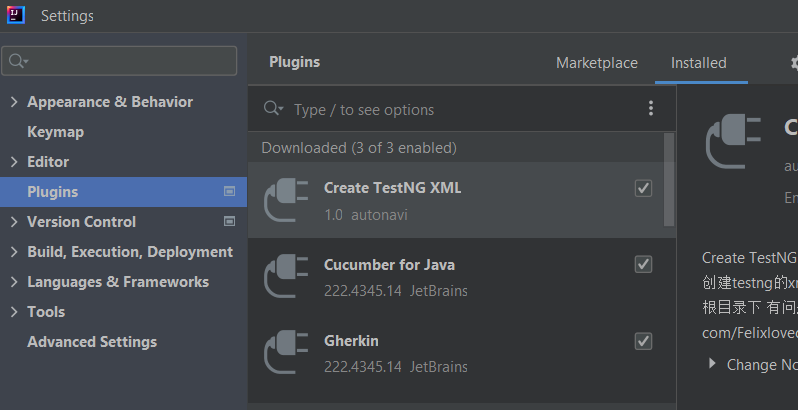 Settings
Plugins
Marketplace
Installed
Appearance & Behavior
Keymap
Editor
Plugins
Version Control
Build, Execution, Deployment
Languages & Frameworks
Tools
Advanced Settings
Type / to see options
Downloaded (3 of 3 enabled)
Create TestNG XML
1.0 autonavi
Cucumber for Java
222.4345.14 JetBrains
Gherkin
222.4345.14 JetBrains
C
au
En
Create TestNG
创建testng的xm
根目录下 有问
com/Felixloved
Change No